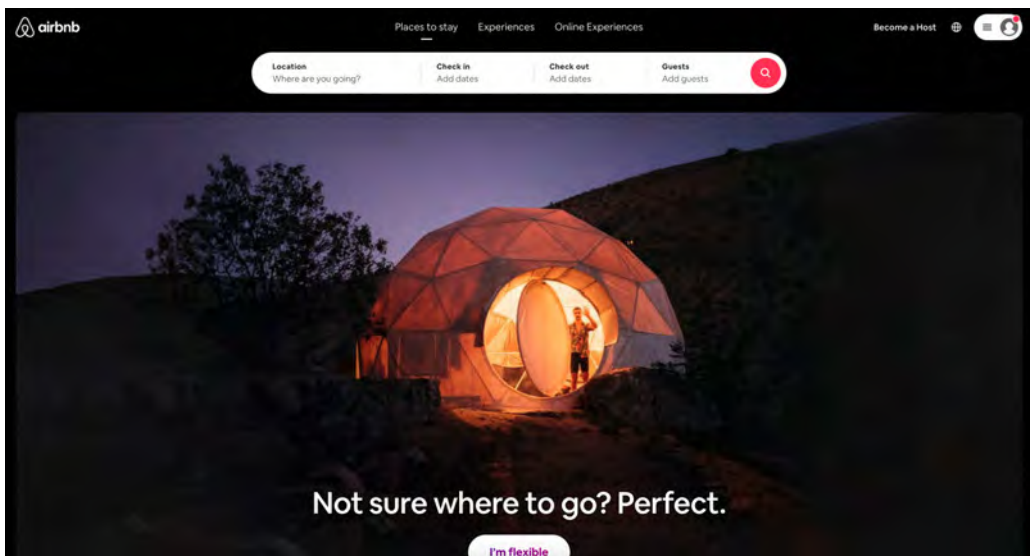 airbnb
Places to stay Experiences Online Experiences
Become a Host
Location Check in Check out Guests
Where are you going? Add dates Add dates Add guests
Not sure where to go? Perfect.
I'm flexible